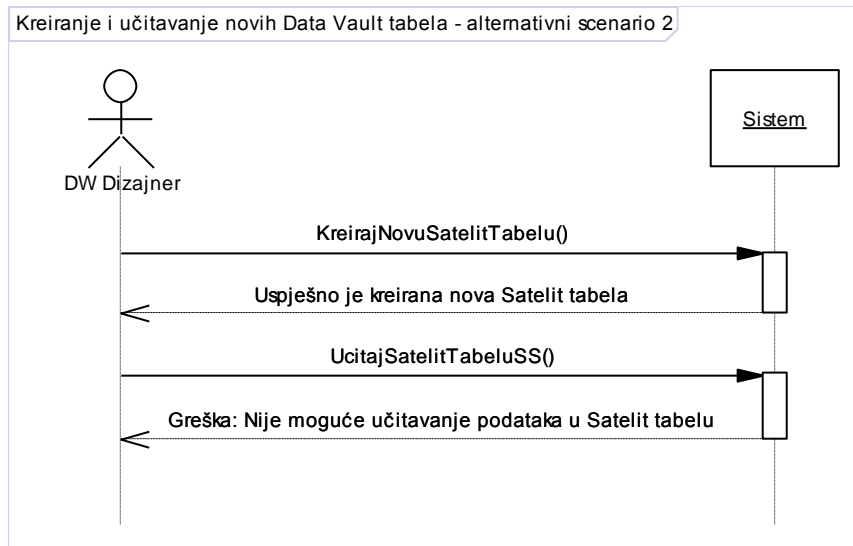 Kreiranje i učitavanje novih Data Vault tabela - alternativni scenario 2
Sistem
DW Dizajner
KreirajNovuSatelitTabelu()
Uspješno je kreirana nova Satelit tabela
UcitajSatelitTabeluSS()
Greška: Nije moguće učitavanje podataka u Satelit tabelu